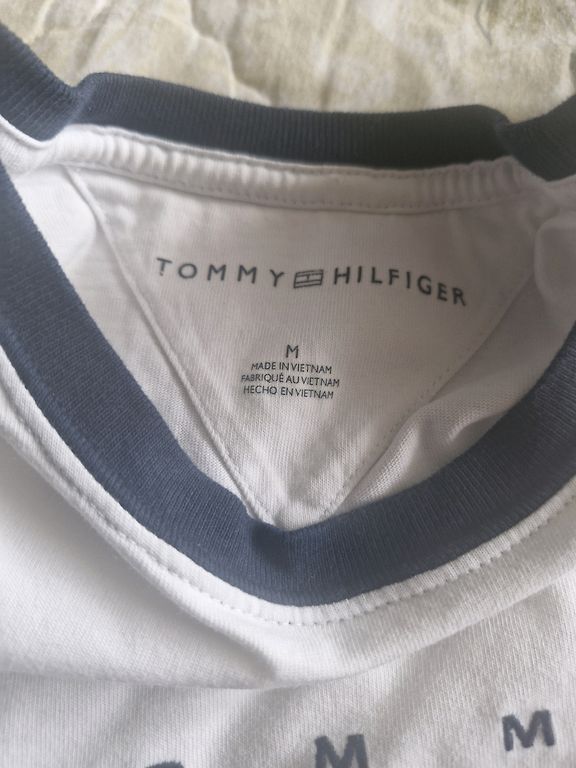 TOMMY HILFIGER
M
MADE IN VIETNAM
FABRIQUÉ AU VIETNAM
HECHO EN VIETNAM
M M